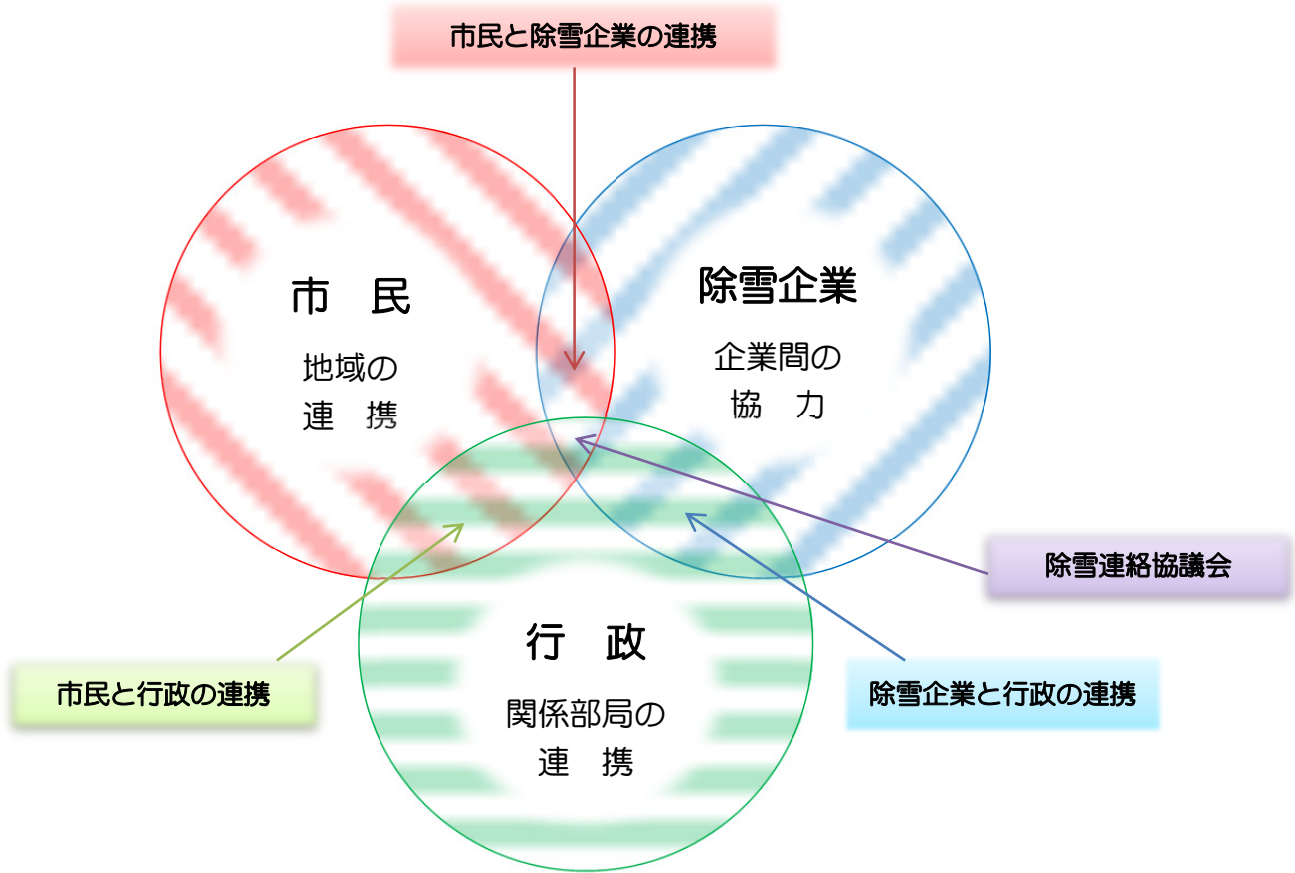 市民と除雪企業の連携
市　民
地域の
連　携
除雪企業
企業間の
協　力
除雪連絡協議会
行　政
関係部局の
連　携
市民と行政の連携
除雪企業と行政の連携